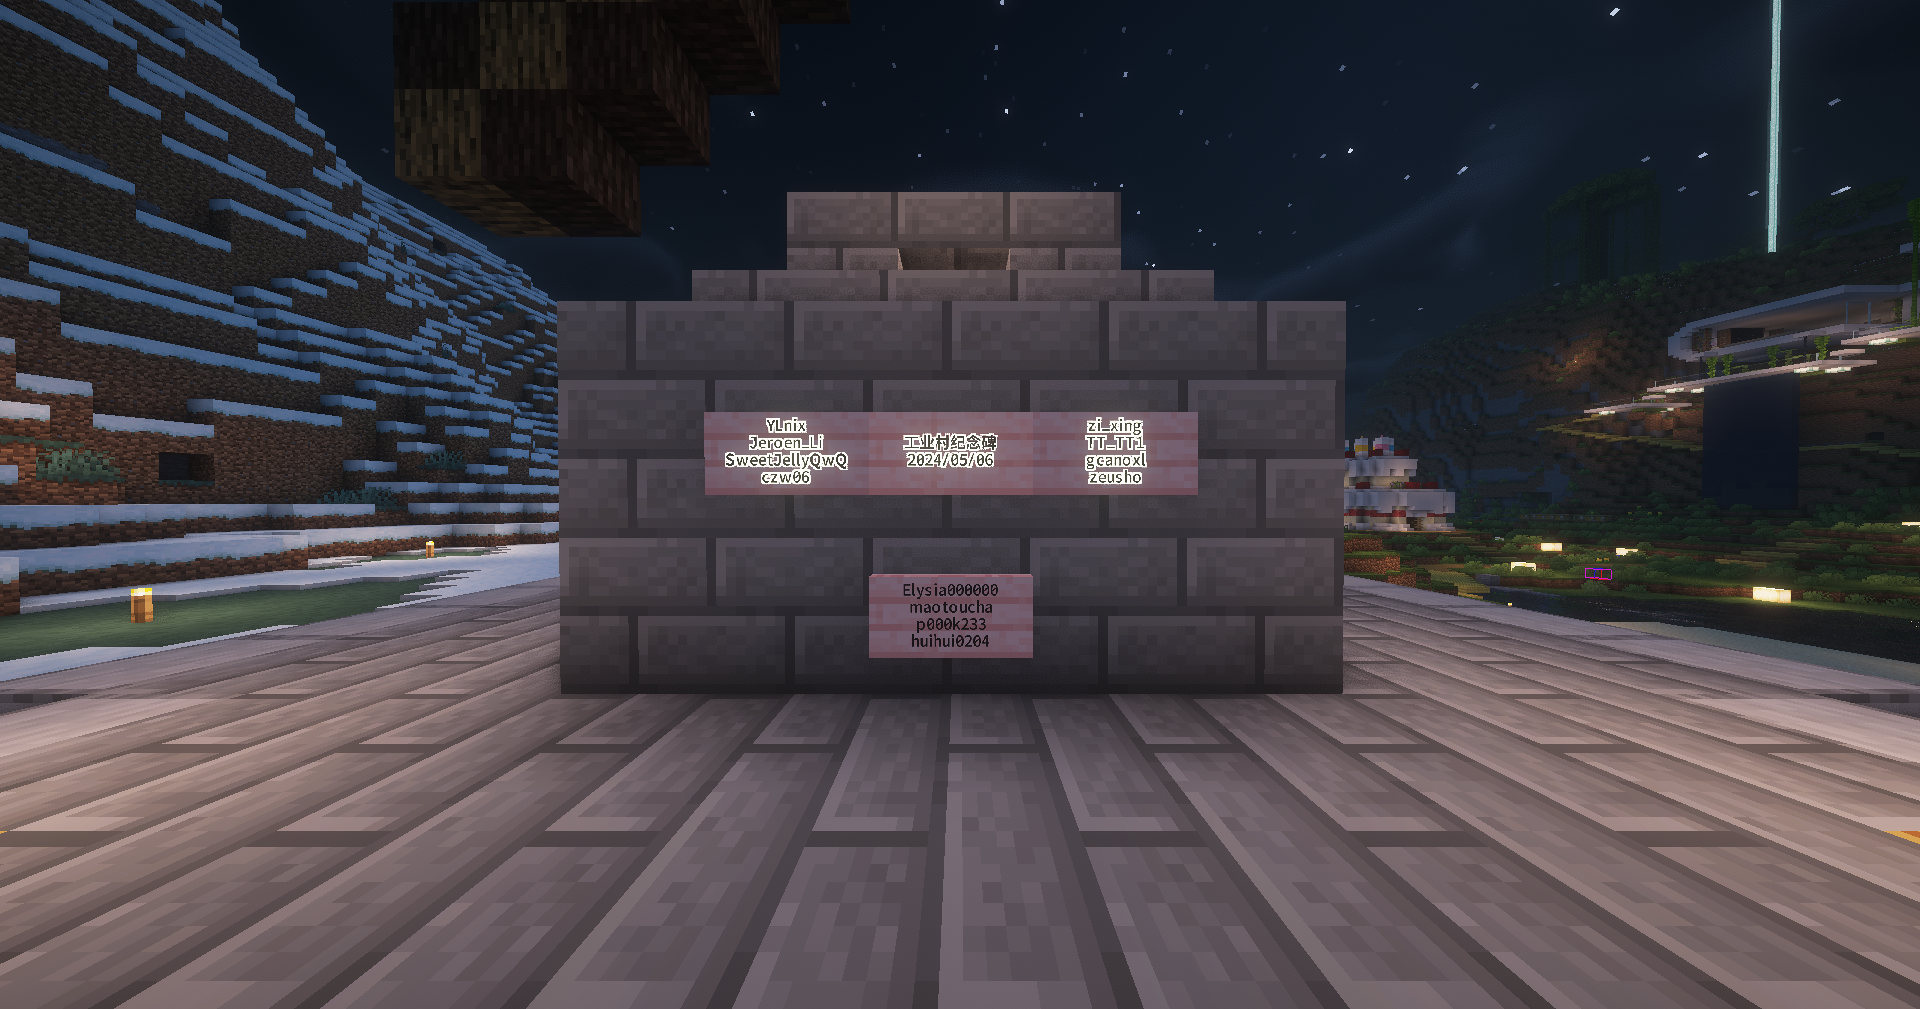 YLnix
Jeroen_Li
SweetJellyQwQ
czw06
工业村纪念碑
2024/05/06
zi_xing
TT_TT1
gcanoxl
zeusho
Elysia000000
maotoucha
p000k233
huihui0204